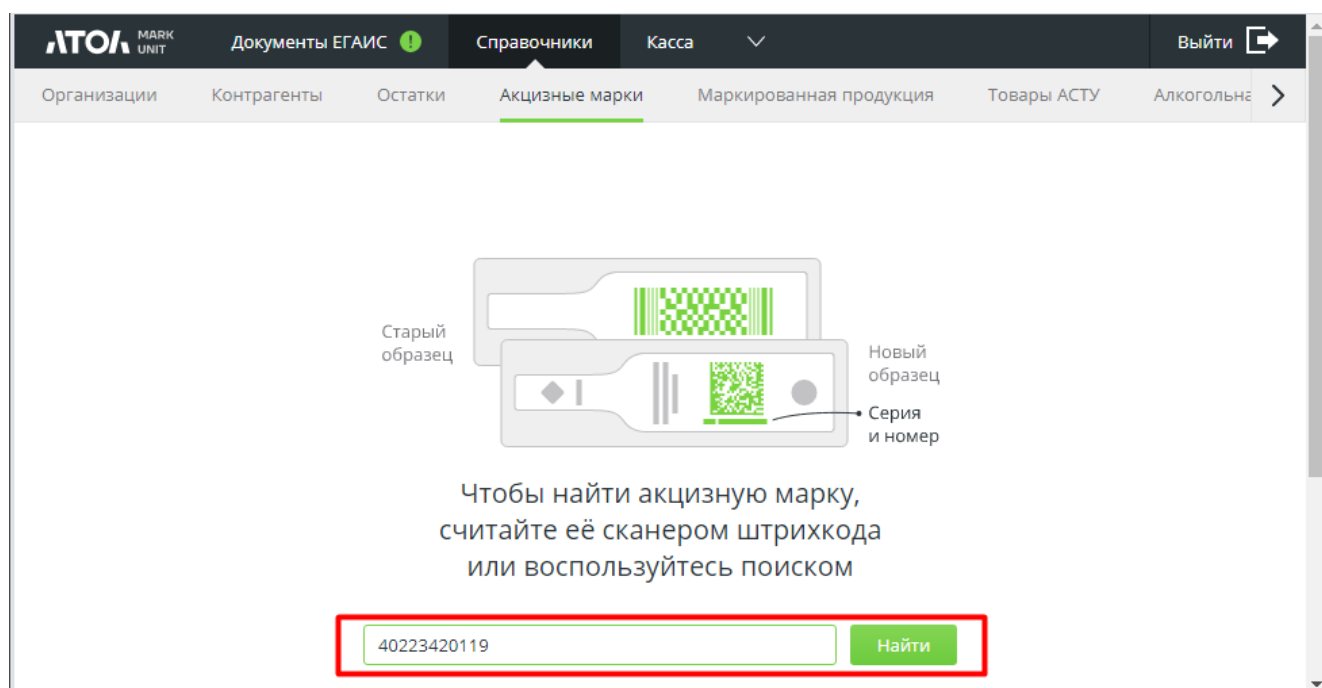 АТОЛ MARK UNIT Документы ЕГАИС ! Справочники Касса Выйти
Организации Контрагенты Остатки Акцизные марки Маркированная продукция Товары АСТУ Алкогольна
Старый
образец
Новый
образец
Серия
и номер
Чтобы найти акцизную марку,
считайте её сканером штрихкода
или воспользуйтесь поиском
40223420119 Найти